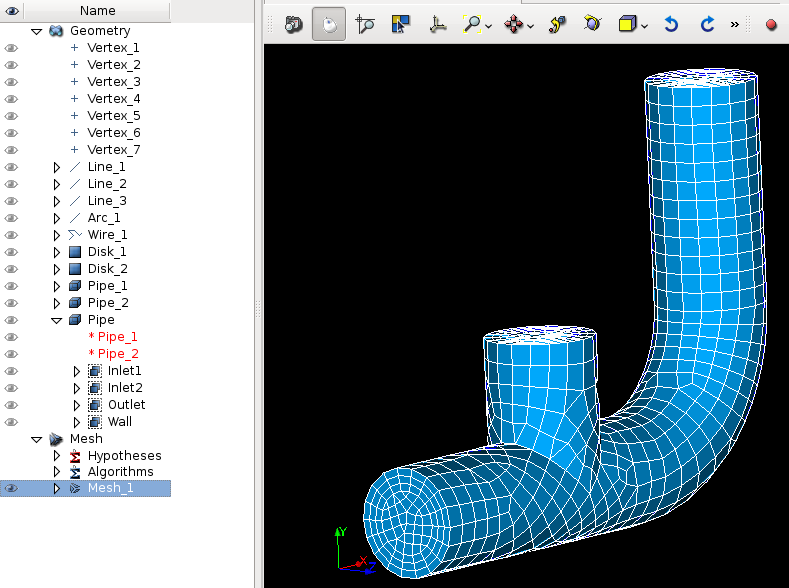 Name
Geometry
Vertex_1
Vertex_2
Vertex_3
Vertex_4
Vertex_5
Vertex_6
Vertex_7
Line_1
Line_2
Line_3
Arc_1
Wire_1
Disk_1
Disk_2
Pipe_1
Pipe_2
Pipe
* Pipe_1
* Pipe_2
Inlet1
Inlet2
Outlet
Wall
Mesh
Hypotheses
Algorithms
Mesh_1
»
Y
X
Z